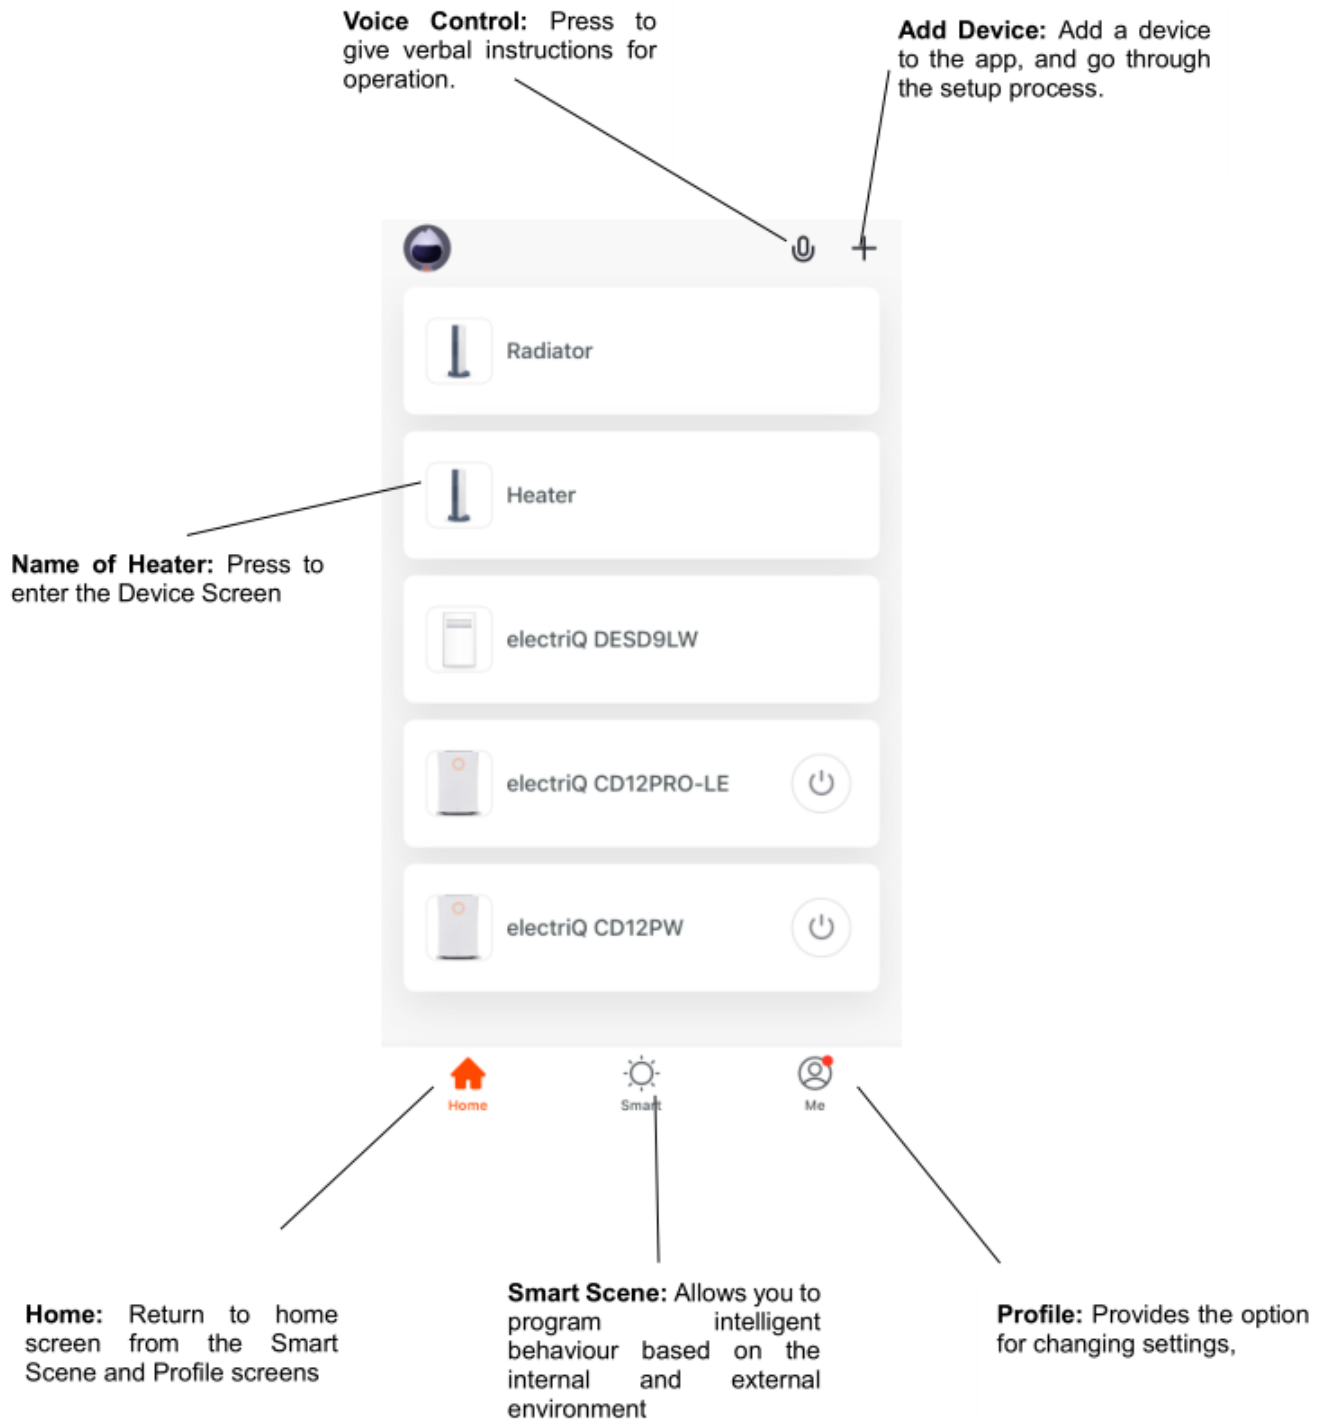 Voice Control: Press to
give verbal instructions for
operation.
Add Device: Add a device
to the app, and go through
the setup process.
Radiator
Heater
Name of Heater: Press to
enter the Device Screen
electriQ DESD9LW
electriQ CD12PRO-LE
electriQ CD12PW
Home
Smart
Me
Home: Return to home
screen from the Smart
Scene and Profile screens
Smart Scene: Allows you to
program intelligent
behaviour based on the
internal and external
environment
Profile: Provides the option
for changing settings,